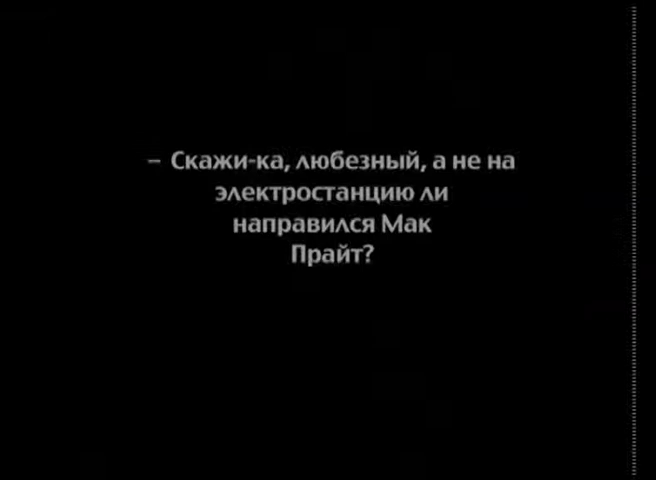 – Скажи-ка, любезный, а не на
электростанцию ли
направился Мак
Прайт?